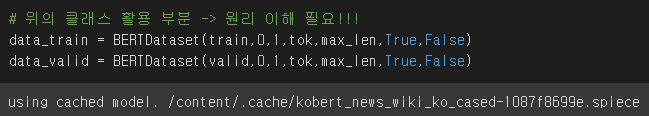 # 위의 클래스 활용 부분 -> 원리 이해 필요!!!
data_train = BERTDataset(train,0,1,tok,max_len,True,False)
data_valid = BERTDataset(valid,0,1,tok,max_len,True,False)
using cached model. /content/.cache/kobert_news_wiki_ko_cased-1087f8699e.spiece